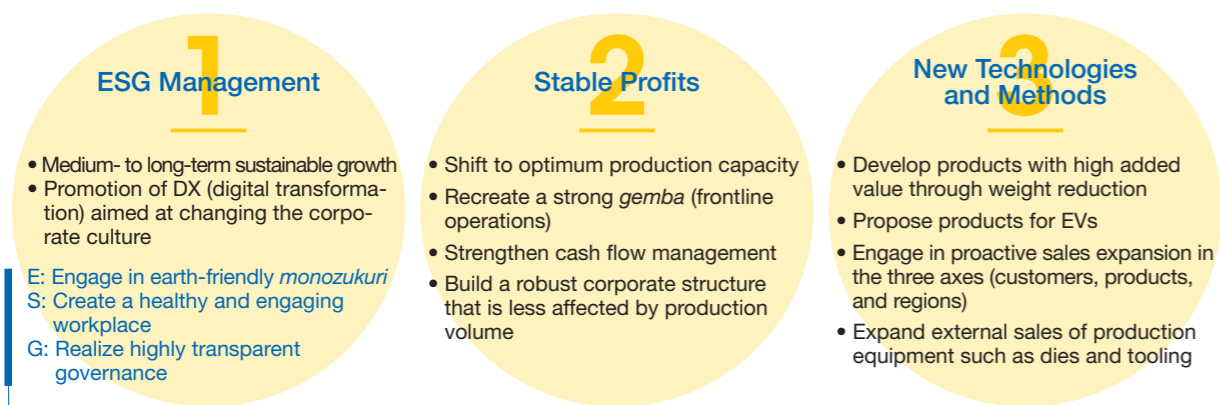 1
ESG Management
• Medium- to long-term sustainable growth
• Promotion of DX (digital transforma-
tion) aimed at changing the corpo-
rate culture
E: Engage in earth-friendly monozukuri
S: Create a healthy and engaging
workplace
G: Realize highly transparent
governance
2
Stable Profits
• Shift to optimum production capacity
• Recreate a strong gemba (frontline
operations)
• Strengthen cash flow management
• Build a robust corporate structure
that is less affected by production
volume
3
New Technologies
and Methods
• Develop products with high added
value through weight reduction
• Propose products for EVs
• Engage in proactive sales expansion in
the three axes (customers, products,
and regions)
• Expand external sales of production
equipment such as dies and tooling